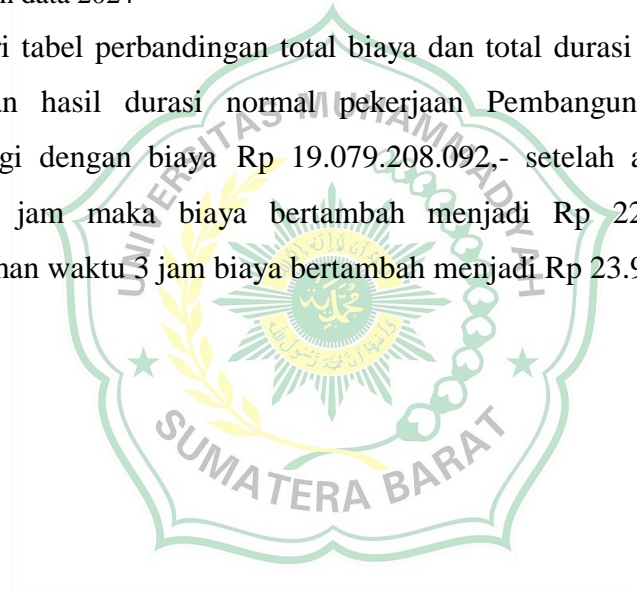 data 2024
ri tabel perbandingan total biaya dan total durasi
an hasil durasi normal pekerjaan Pembangun
gi dengan biaya Rp 19.079.208.092,- setelah a
jam maka biaya bertambah menjadi Rp 22
han waktu 3 jam biaya bertambah menjadi Rp 23.9
UNIVERSITAS MUHAMMADIYAH
SUMATERA BARAT